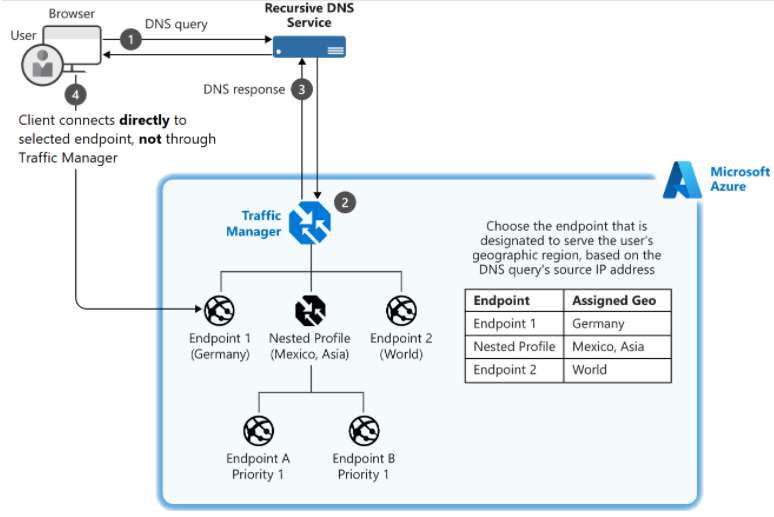 Browser
User
1
DNS query
Recursive DNS
Service
DNS response
3
4
Client connects directly to
selected endpoint, not through
Traffic Manager
Microsoft
Azure
Traffic
Manager
2
Choose the endpoint that is
designated to serve the user's
geographic region, based on the
DNS query's source IP address
Endpoint Assigned Geo
Endpoint 1 Germany
Nested Profile Mexico, Asia
Endpoint 2 World
Endpoint 1
(Germany)
Nested Profile
(Mexico, Asia)
Endpoint 2
(World)
Endpoint A
Priority 1
Endpoint B
Priority 1